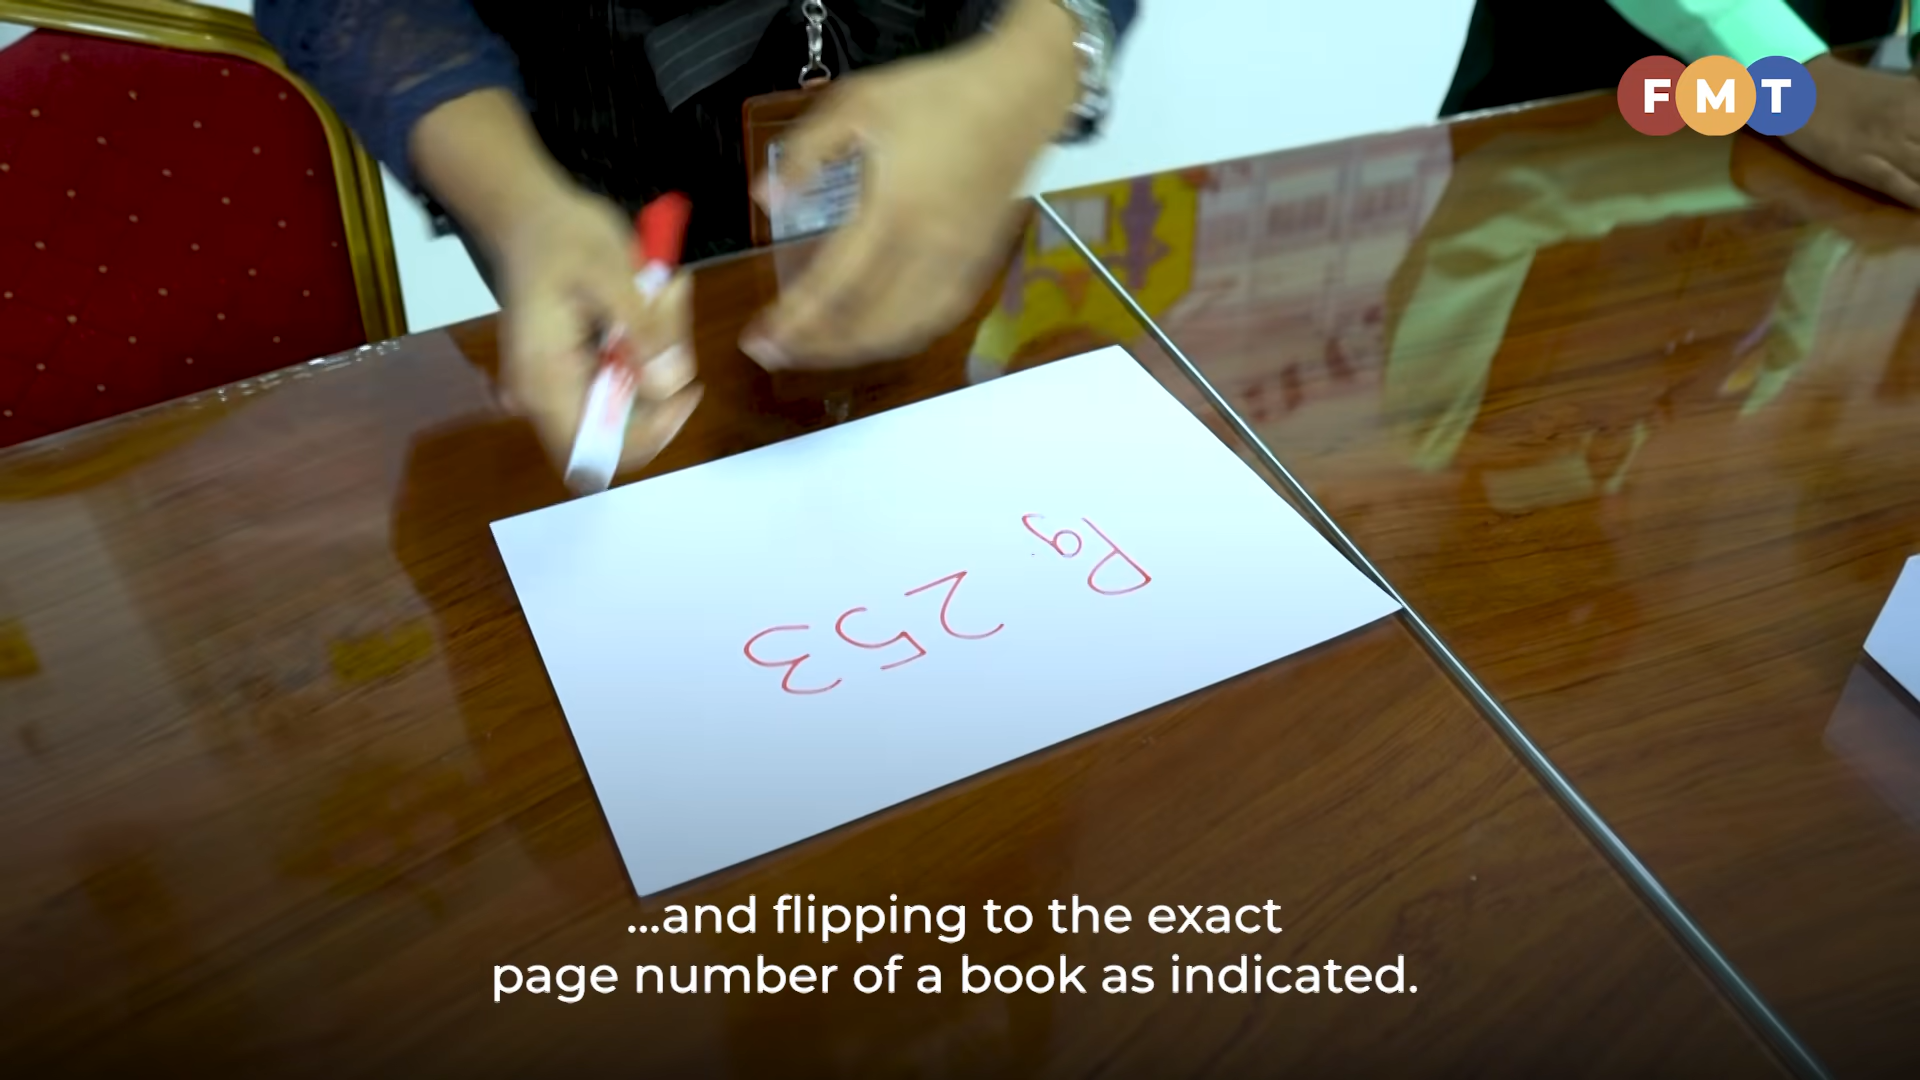 FMT
Pg 253
...and flipping to the exact
page number of a book as indicated.